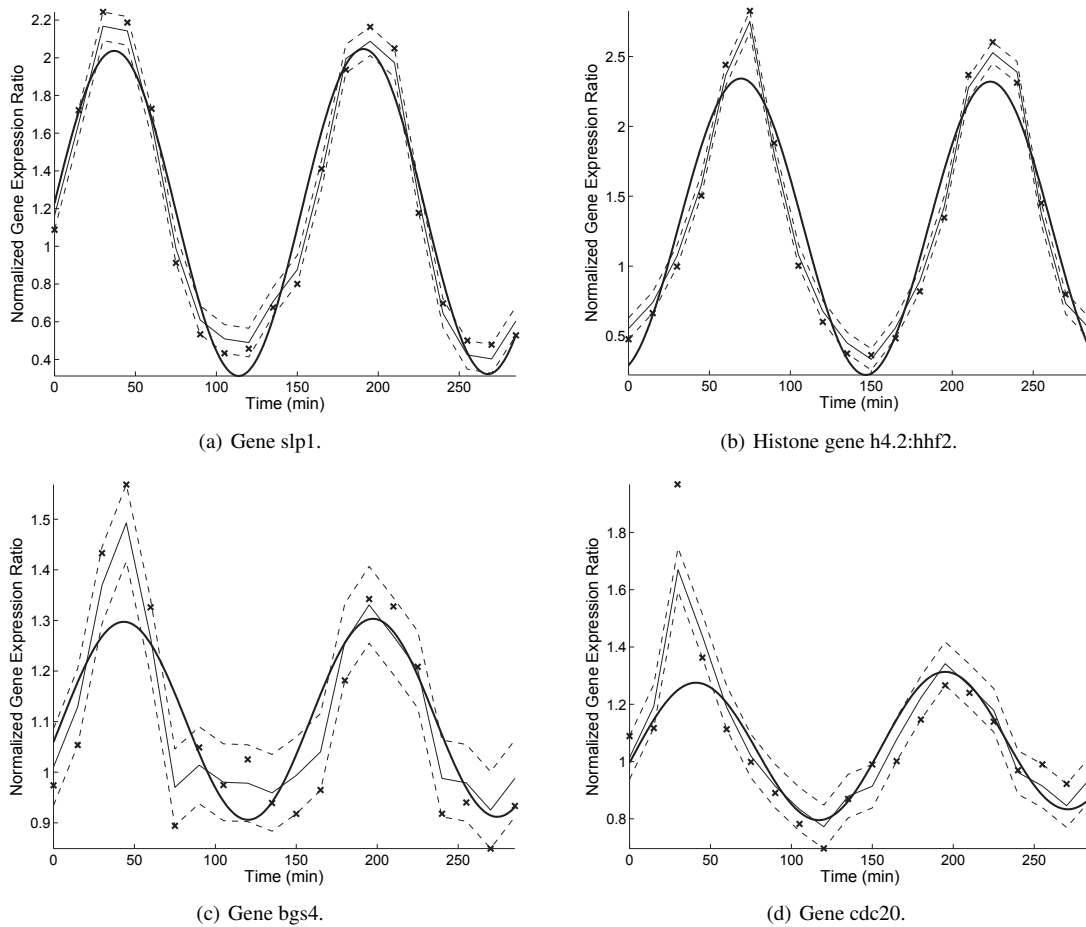 2.2
2
1.8
1.6
1.4
1.2
1
0.8
0.6
0.4
Normalized Gene Expression Ratio
0 50 100 150 200 250
Time (min)
(a) Gene slp1.
2.5
2
1.5
1
0.5
Normalized Gene Expression Ratio
0 50 100 150 200 250
Time (min)
(b) Histone gene h4.2:hhf2.
1.5
1.4
1.3
1.2
1.1
1
0.9
Normalized Gene Expression Ratio
0 50 100 150 200 250
Time (min)
(c) Gene bgs4.
1.8
1.6
1.4
1.2
1
0.8
Normalized Gene Expression Ratio
0 50 100 150 200 250
Time (min)
(d) Gene cdc20.